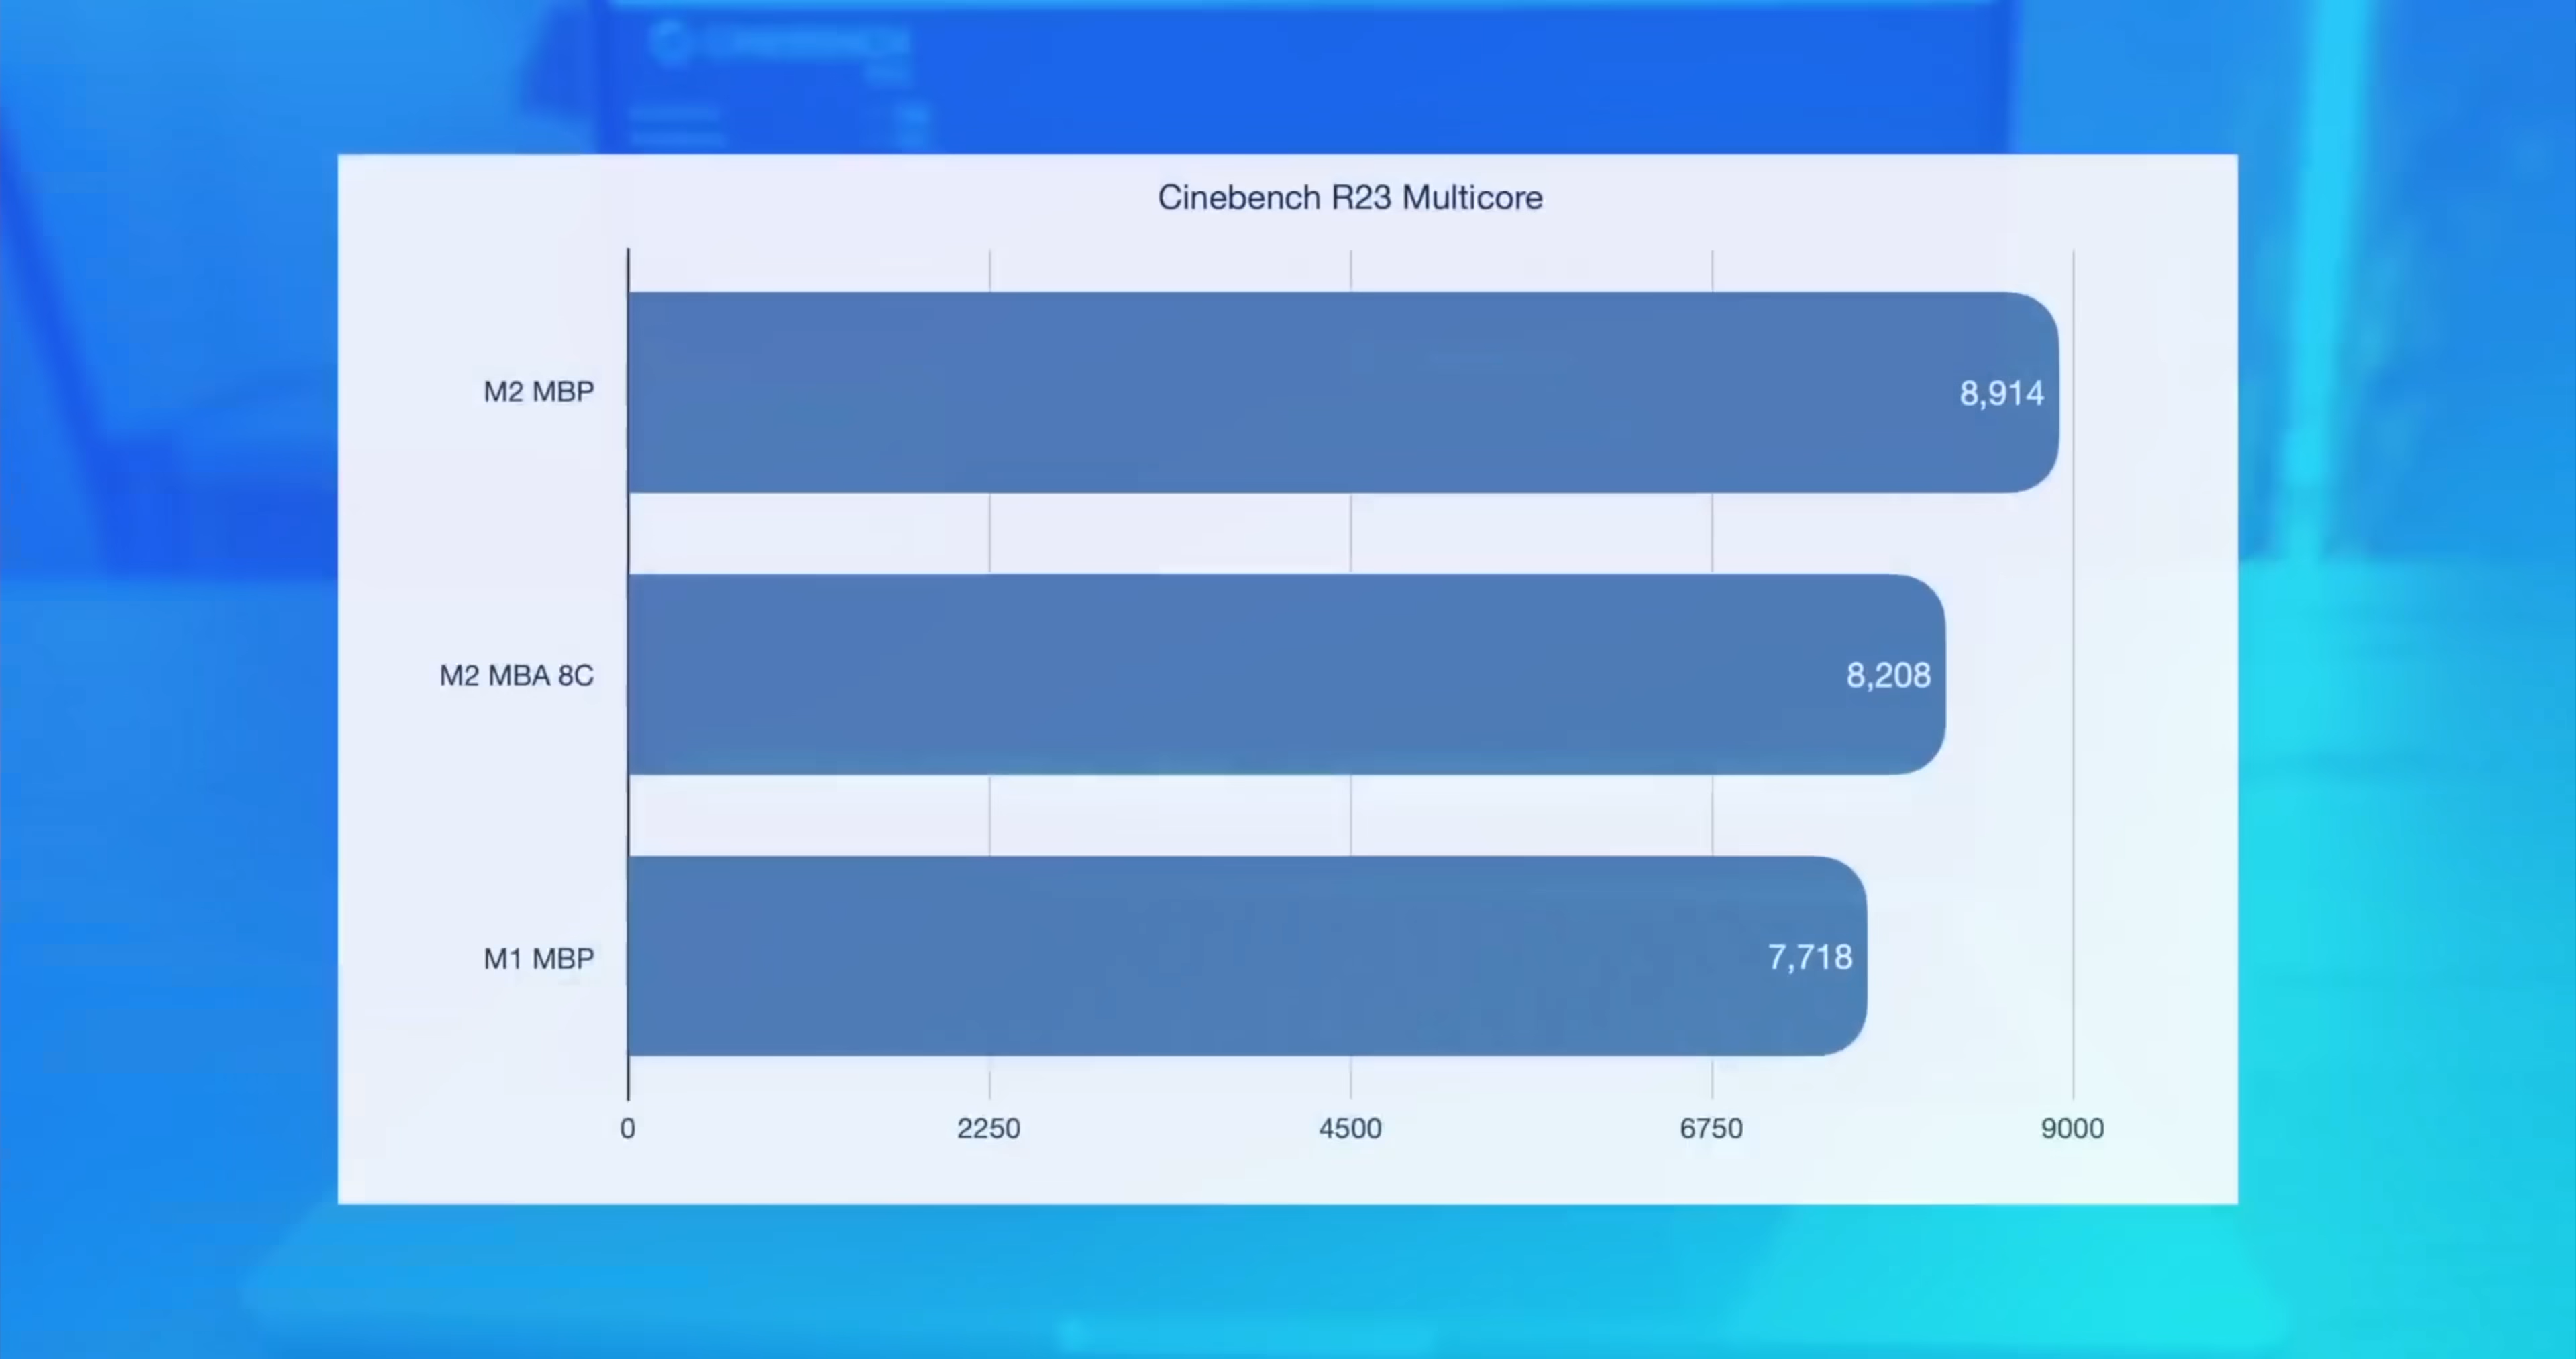 Cinebench R23 Multicore
M2 MBP
8,914
M2 MBA 8C
8,208
M1 MBP
7,718
0 2250 4500 6750 9000